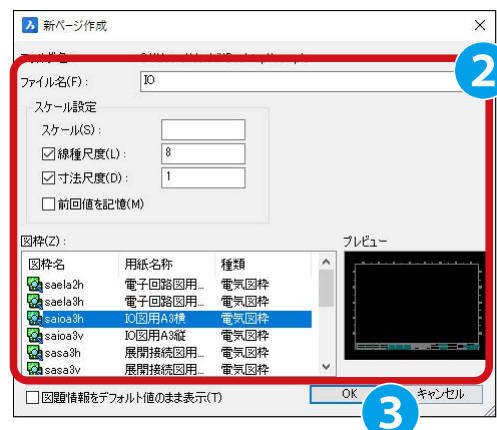 新ページ作成
ファイル名(F):
IO
2
スケール設定
スケール(S):
線種尺度(L):
8
寸法尺度(D):
1
前回値を記憶(M)
図枠(Z):
プレビュー
図枠名 用紙名称 種類
saela2h 電子回路図用... 電気図枠
saela3h 電子回路図用... 電気図枠
saioa3h IO図用A3横 電気図枠
saioa3v IO図用A3縦 電気図枠
sasa3h 展開接続図用... 電気図枠
sasa3v 展開接続図用... 電気図枠
図題情報をデフォルト値のまま表示(T)
OK
キャンセル
3